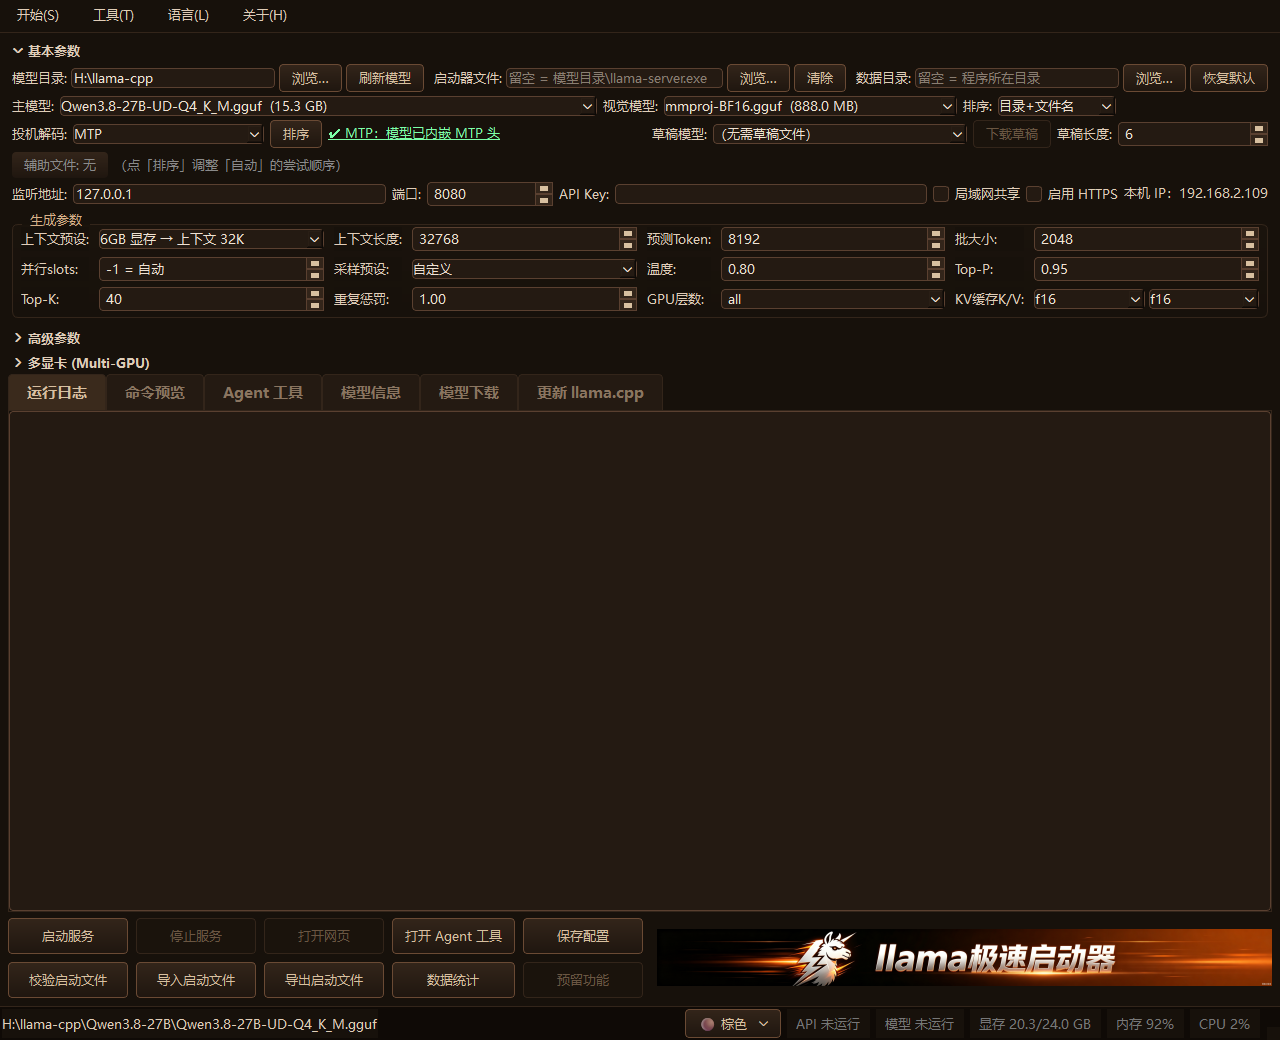 开始(S) 工具(T) 语言(L) 关于(H)
基本参数
模型目录: H:\llama-cpp 浏览... 刷新模型 启动器文件: 留空 = 模型目录\llama-server.exe 浏览... 清除 数据目录: 留空 = 程序所在目录 浏览... 恢复默认
主模型: Qwen3.8-27B-UD-Q4_K_M.gguf (15.3 GB) 视觉模型: mmproj-BF16.gguf (888.0 MB) 排序: 目录+文件名
投机解码: MTP 排序 ✔ MTP：模型已内嵌 MTP 头 草稿模型: (无需草稿文件) 下载草稿 草稿长度: 6
辅助文件: 无 (点「排序」调整「自动」的尝试顺序)
监听地址: 127.0.0.1 端口: 8080 API Key: 局域网共享 启用 HTTPS 本机 IP：192.168.2.109
生成参数
上下文预设: 6GB 显存 → 上下文 32K 上下文长度: 32768 预测Token: 8192 批大小: 2048
并行slots: -1 = 自动 采样预设: 自定义 温度: 0.80 Top-P: 0.95
Top-K: 40 重复惩罚: 1.00 GPU层数: all KV缓存K/V: f16 f16
高级参数
多显卡 (Multi-GPU)
运行日志 命令预览 Agent 工具 模型信息 模型下载 更新 llama.cpp
启动服务 停止服务 打开网页 打开 Agent 工具 保存配置
llama极速启动器
校验启动文件 导入启动文件 导出启动文件 数据统计 预留功能
H:\llama-cpp\Qwen3.8-27B\Qwen3.8-27B-UD-Q4_K_M.gguf 棕色 API 未运行 模型 未运行 显存 20.3/24.0 GB 内存 92% CPU 2%